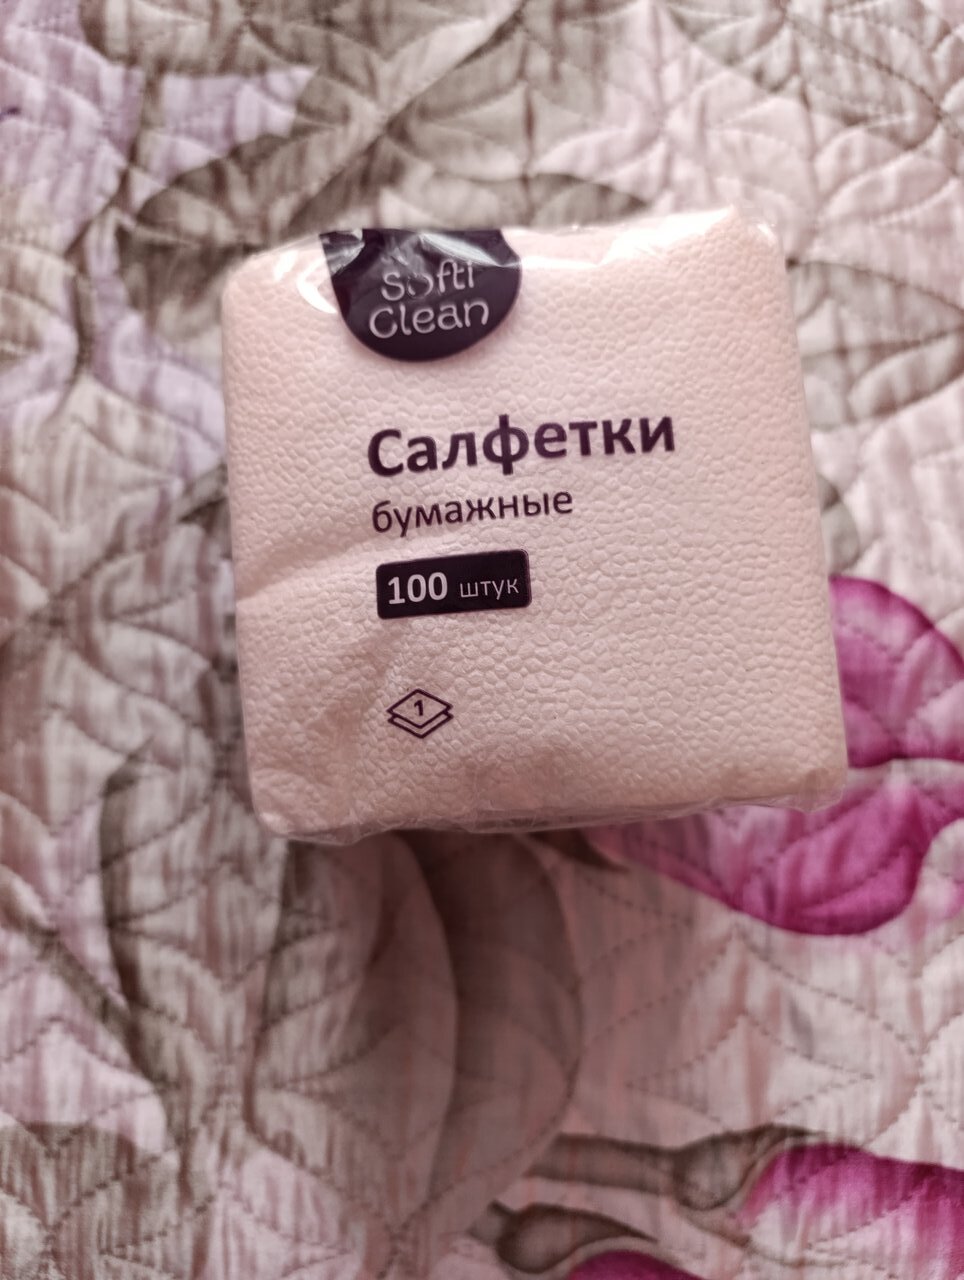 Softi
Clean
Салфетки
бумажные
100 штук
1